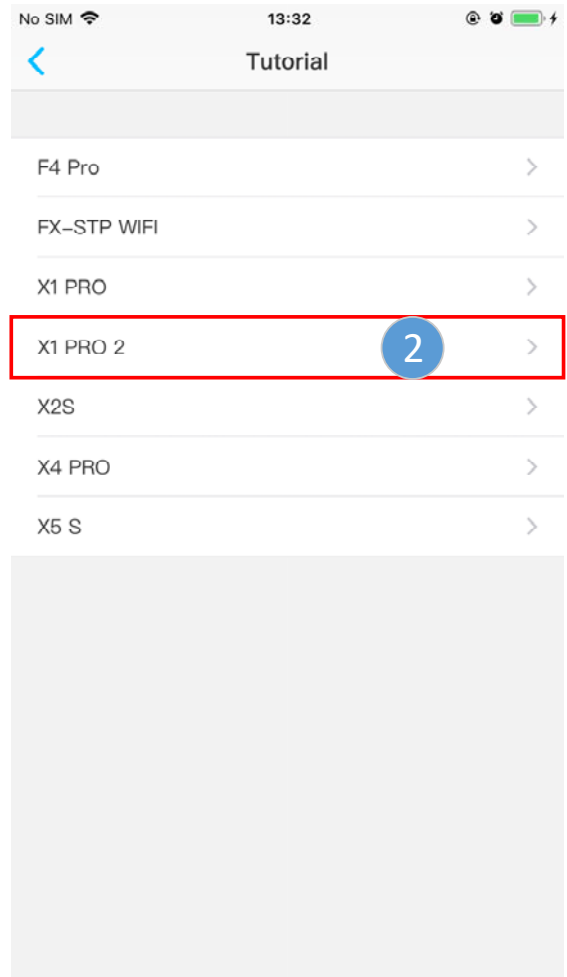 No SIM 13:32
Tutorial
F4 Pro
FX-STP WIFI
X1 PRO
X1 PRO 2 2
X2S
X4 PRO
X5 S